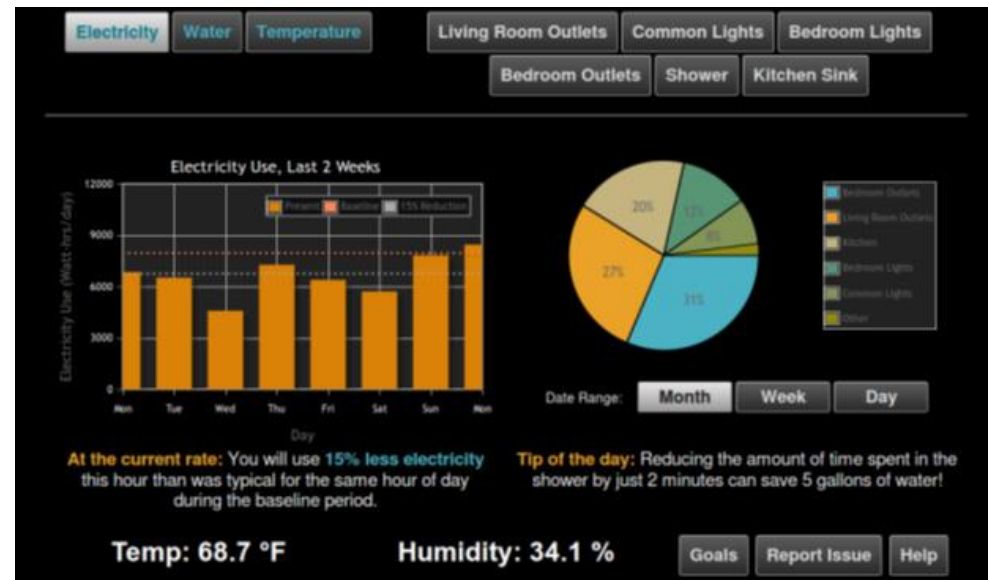 Electricity Water Temperature
Living Room Outlets Common Lights Bedroom Lights
Bedroom Outlets Shower Kitchen Sink
Electricity Use, Last 2 Weeks
Present Baseline 15% Reduction
12000
9000
6000
3000
0
Electricity Use (Watt-hrs/day)
Mon Tue Wed Thu Fri Sat Sun Mon
Day
20%
12%
8%
27%
31%
Bedroom Outlets
Living Room Outlets
Kitchen
Bedroom Lights
Common Lights
Other
Date Range: Month Week Day
At the current rate: You will use 15% less electricity
this hour than was typical for the same hour of day
during the baseline period.
Tip of the day: Reducing the amount of time spent in the
shower by just 2 minutes can save 5 gallons of water!
Temp: 68.7 °F
Humidity: 34.1 %
Goals Report Issue Help